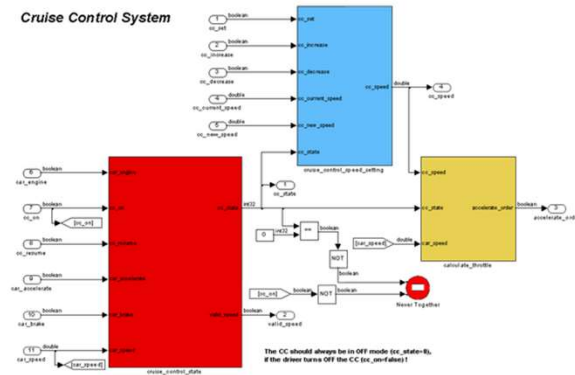 Cruise Control System
1
boolean
cc_set
2
boolean
cc_increase
3
boolean
cc_decrease
4
double
cc_current_speed
5
double
cc_new_speed
cc_set
cc_increase
cc_decrease
cc_current_speed
cc_new_speed
cc_state
cc_speed
double
4
cc_speed
cruise_control_speed_setting
6
boolean
car_engine
7
boolean
cc_on
[cc_on]
8
boolean
cc_resume
9
boolean
car_accelerate
10
boolean
car_brake
11
double
car_speed
[car_speed]
int32
valid_speed
cruise_control_state
1
cc_state
0
int32
==
boolean
NOT
boolean
[cc_on]
boolean
NOT
boolean
Never Together
boolean
2
valid_speed
[car_speed]
double
cc_speed
cc_state
car_speed
accelerate_order
calculate_throttle
boolean
3
The CC should always be in OFF mode (cc_state=0),
if the driver turns OFF the CC (cc_on=false) !